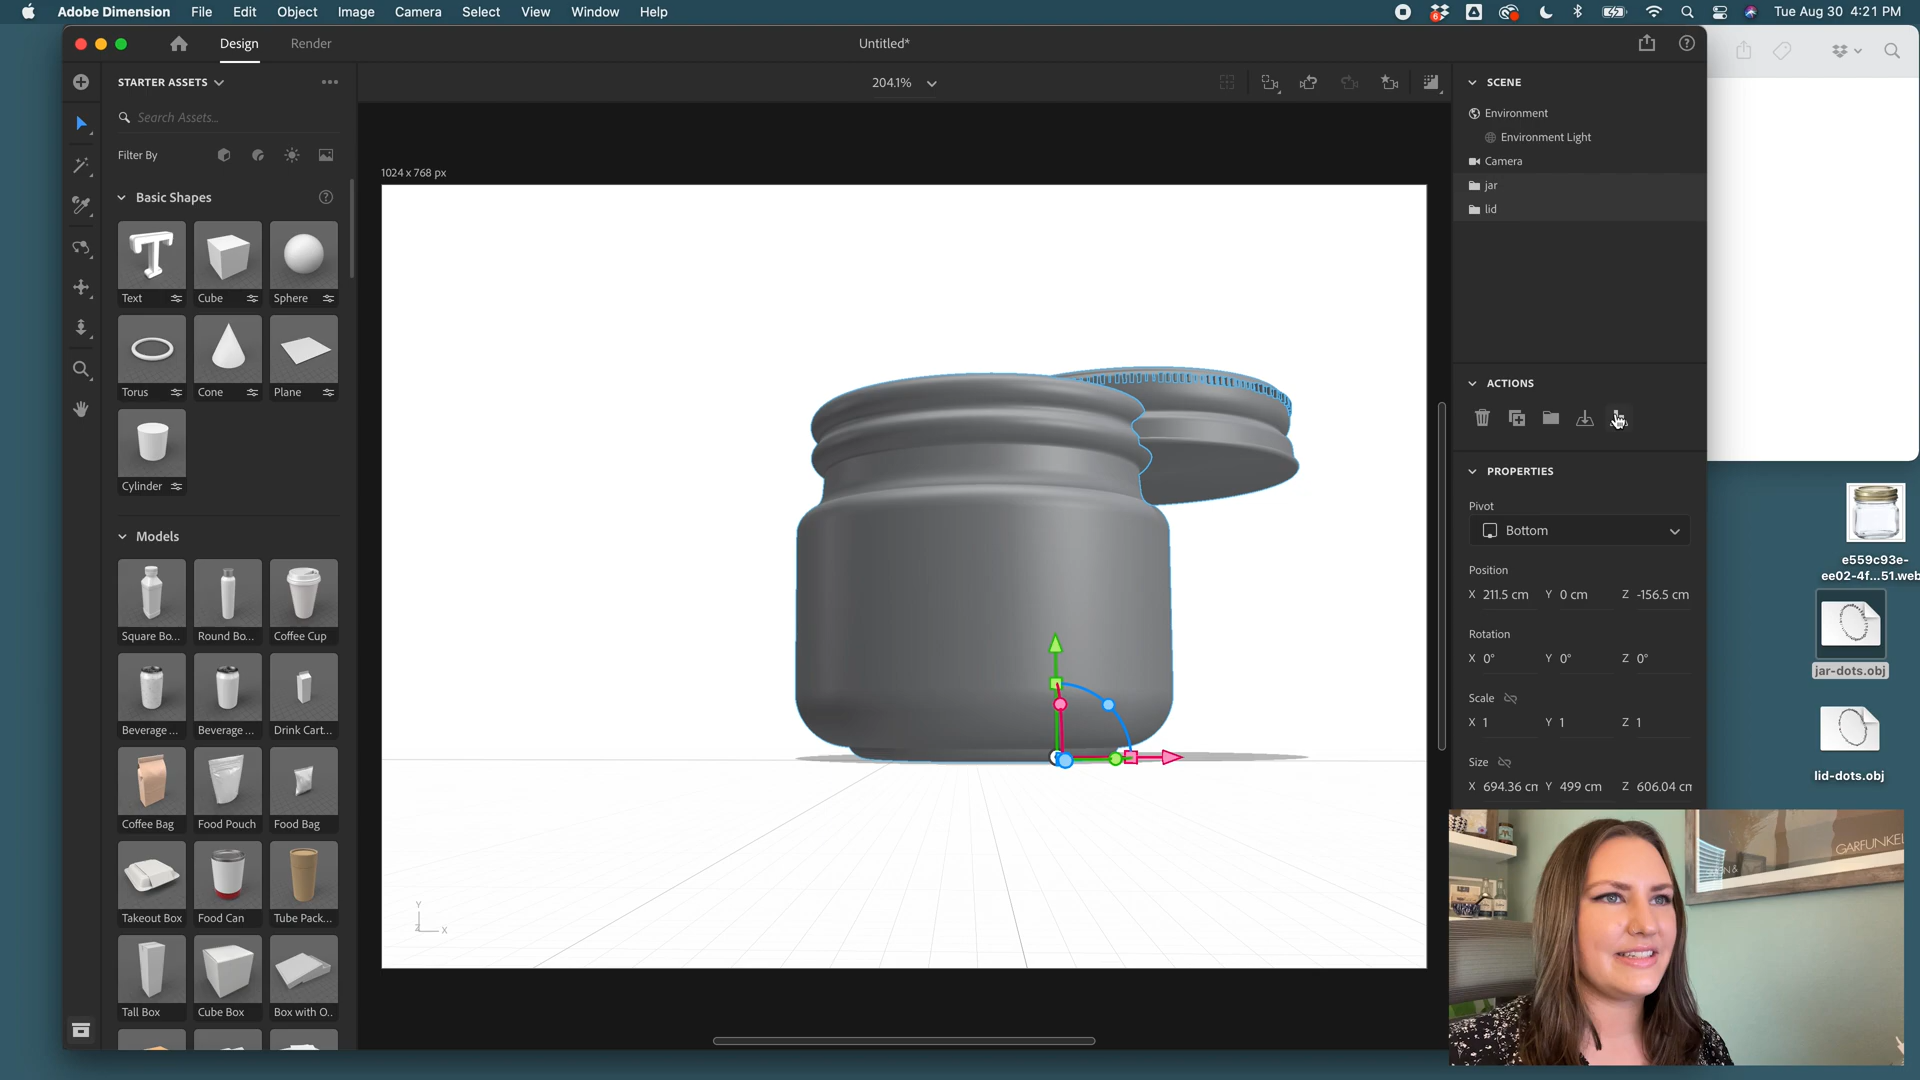 Adobe Dimension File Edit Object Image Camera Select View Window Help
6
Tue Aug 30 4:21 PM
Design Render
Untitled*
STARTER ASSETS
204.1%
SCENE
Search Assets...
Environment
Environment Light
Filter By
Camera
1024 x 768 px
jar
Basic Shapes
lid
Text Cube Sphere
ACTIONS
Torus Cone Plane
PROPERTIES
Cylinder
Pivot
Bottom
Models
Position
X 211.5 cm Y 0 cm Z -156.5 cm
e559c93e-
ee02-4f...51.web
Square Bo... Round Bo... Coffee Cup
Rotation
X 0° Y 0° Z 0°
jar-dots.obj
Scale
X 1 Y 1 Z 1
Beverage ... Beverage ... Drink Cart...
Size
lid-dots.obj
X 694.36 cm Y 499 cm Z 606.04 cm
Coffee Bag Food Pouch Food Bag
GARFUNKEL
Takeout Box Food Can Tube Pack...
Y
Z X
Tall Box Cube Box Box with O..